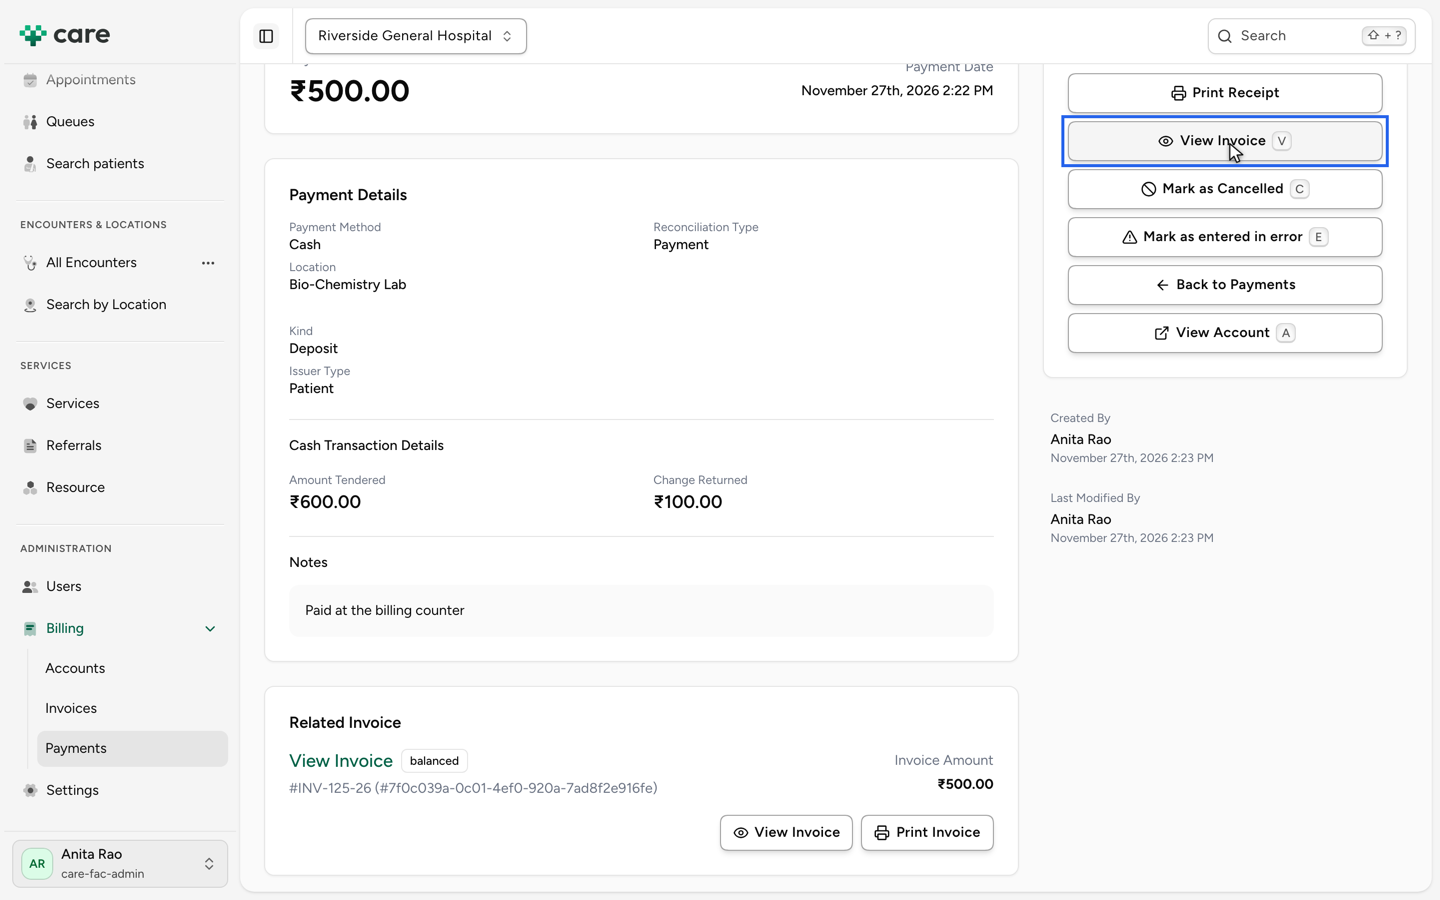 care
Appointments
Queues
Search patients
ENCOUNTERS & LOCATIONS
All Encounters
Search by Location
SERVICES
Services
Referrals
Resource
ADMINISTRATION
Users
Billing
Accounts
Invoices
Payments
Settings
AR
Anita Rao
care-fac-admin
Riverside General Hospital
Search
+ ?
Payment Date
₹500.00
November 27th, 2026 2:22 PM
Payment Details
Payment Method
Reconciliation Type
Cash
Payment
Location
Bio-Chemistry Lab
Kind
Deposit
Issuer Type
Patient
Cash Transaction Details
Amount Tendered
Change Returned
₹600.00
₹100.00
Notes
Paid at the billing counter
Related Invoice
View Invoice balanced
Invoice Amount
#INV-125-26 (#7f0c039a-0c01-4ef0-920a-7ad8f2e916fe)
₹500.00
View Invoice
Print Invoice
Print Receipt
View Invoice V
Mark as Cancelled C
Mark as entered in error E
Back to Payments
View Account A
Created By
Anita Rao
November 27th, 2026 2:23 PM
Last Modified By
Anita Rao
November 27th, 2026 2:23 PM